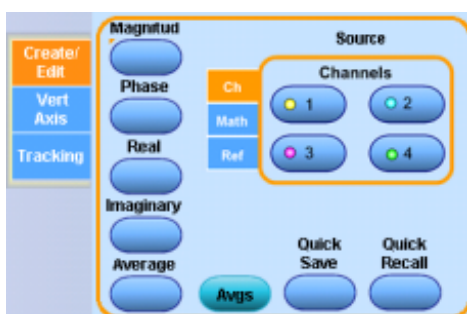 Create/
Edit
Vert
Axis
Tracking
Magnitud
Phase
Real
Imaginary
Average
Source
Ch
Math
Ref
Channels
1
2
3
4
Avgs
Quick
Save
Quick
Recall